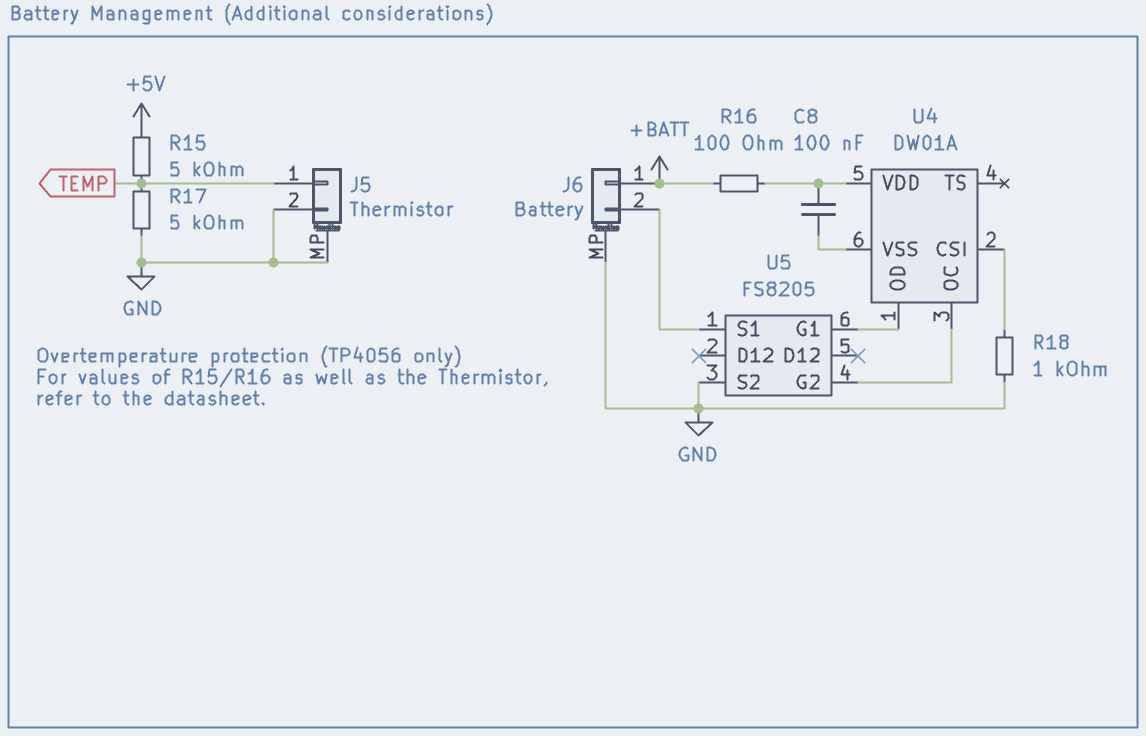 Battery Management (Additional considerations)
+5V
R15
5 kOhm
TEMP
R17
5 kOhm
GND
1
2
J5
Thermistor
MP
Overtemperature protection (TP4056 only)
For values of R15/R16 as well as the Thermistor,
refer to the datasheet.
J6
Battery
1
2
MP
+BATT
R16
100 Ohm
C8
100 nF
U4
DW01A
5
VDD
TS
4
6
VSS
CSI
2
OD
OC
1
3
U5
FS8205
1
S1
G1
6
2
D12
D12
5
3
S2
G2
4
R18
1 kOhm
GND